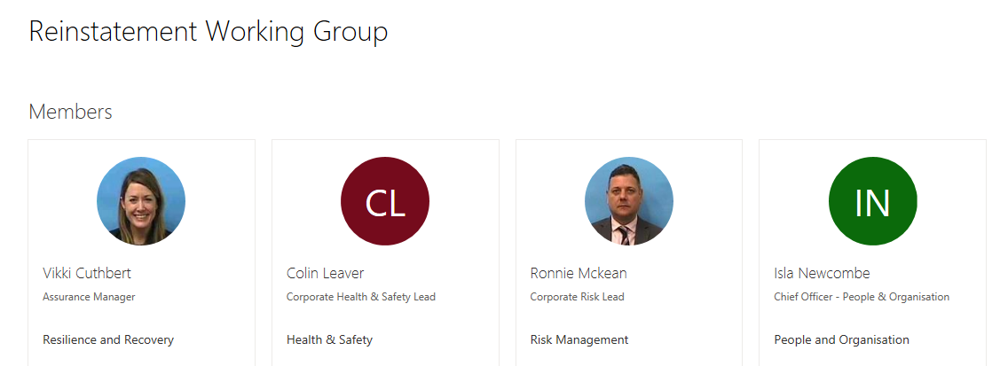 Reinstatement Working Group
Members
CL
IN
Vikki Cuthbert
Colin Leaver
Ronnie Mckean
Isla Newcombe
Assurance Manager
Corporate Health & Safety Lead
Corporate Risk Lead
Chief Officer - People & Organisation
Resilience and Recovery
Health & Safety
Risk Management
People and Organisation